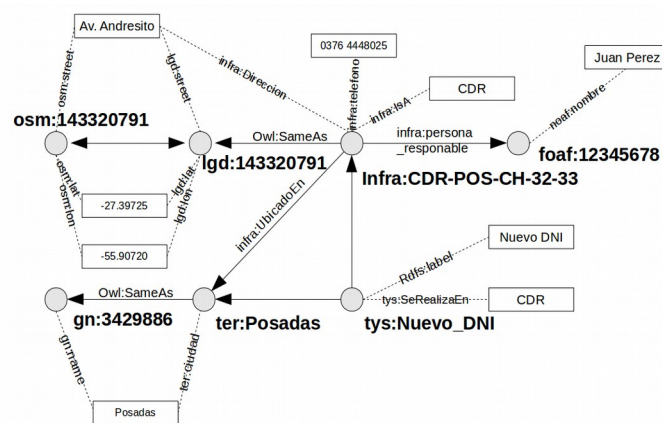 Av. Andresito
0376 4448025
Juan Perez
osm:street
lgd:street
infra:Direccion
infra:telefono
infra:IsA
CDR
noaf:nombre
osm:143320791
Owl:SameAs
infra:persona
_responable
foaf:12345678
lgd:143320791
Infra:CDR-POS-CH-32-33
osm:lat
osm:lon
lgd:lat
lgd:lon
-27.39725
-55.90720
infra:UbicadoEn
Nuevo DNI
Rdfs:label
Owl:SameAs
tys:SeRealizaEn
CDR
gn:3429886
ter:Posadas
tys:Nuevo_DNI
gn:name
ter:ciudad
Posadas